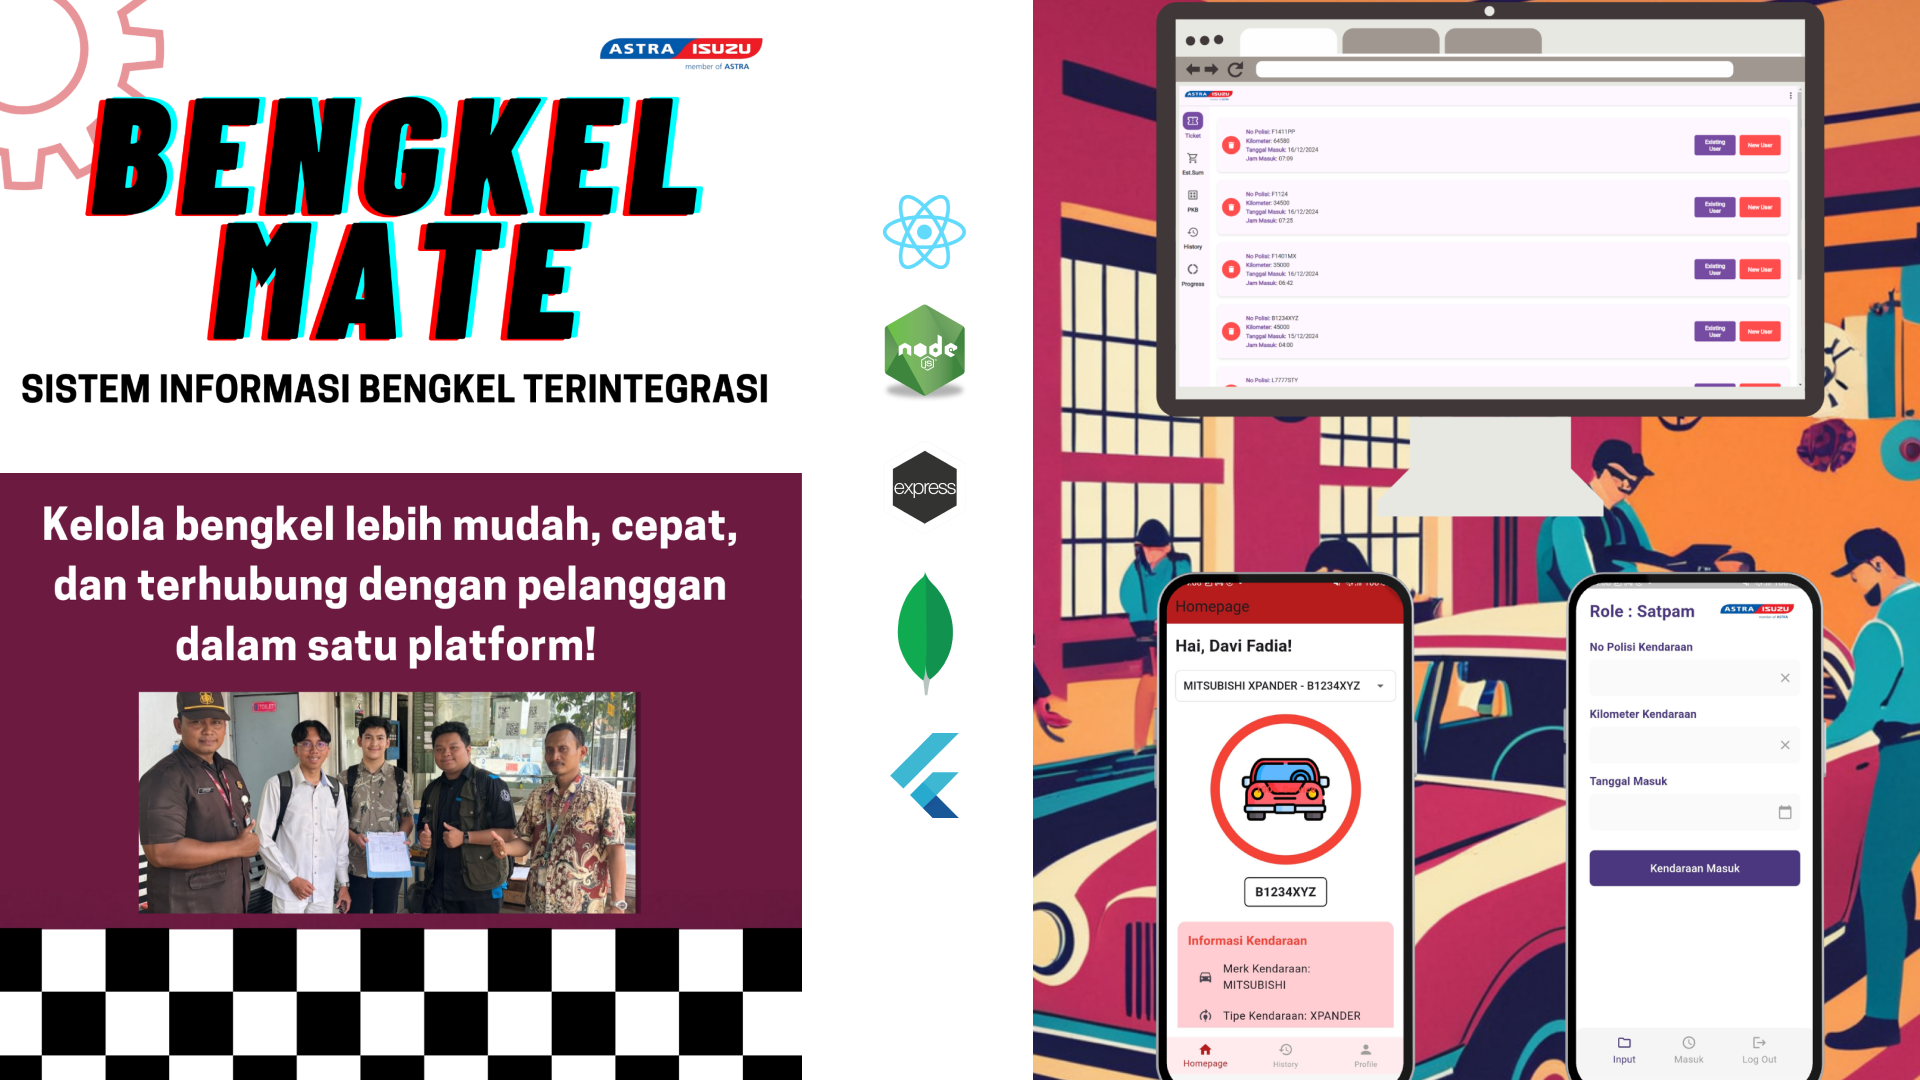 ASTRA ISUZU
member of ASTRA
BENGKEL
MATE
SISTEM INFORMASI BENGKEL TERINTEGRASI
Kelola bengkel lebih mudah, cepat,
dan terhubung dengan pelanggan
dalam satu platform!
node
JS
express
ASTRA ISUZU
Ticket
Est.Sum
PKB
History
Progress
No Polisi: F1411PP
Kilometer: 64580
Tanggal Masuk: 16/12/2024
Jam Masuk: 07:09
Existing
User
New User
No Polisi: F1124
Kilometer: 34500
Tanggal Masuk: 16/12/2024
Jam Masuk: 07:25
Existing
User
New User
No Polisi: F1401MX
Kilometer: 35000
Tanggal Masuk: 16/12/2024
Jam Masuk: 06:42
Existing
User
New User
No Polisi: B1234XYZ
Kilometer: 45000
Tanggal Masuk: 15/12/2024
Jam Masuk: 04:00
Existing
User
New User
No Polisi: L7777STY
Homepage
Hai, Davi Fadia!
MITSUBISHI XPANDER - B1234XYZ
B1234XYZ
Informasi Kendaraan
Merk Kendaraan:
MITSUBISHI
Tipe Kendaraan: XPANDER
Homepage
History
Profile
Role : Satpam
ASTRA ISUZU
member of ASTRA
No Polisi Kendaraan
Kilometer Kendaraan
Tanggal Masuk
Kendaraan Masuk
Input
Masuk
Log Out